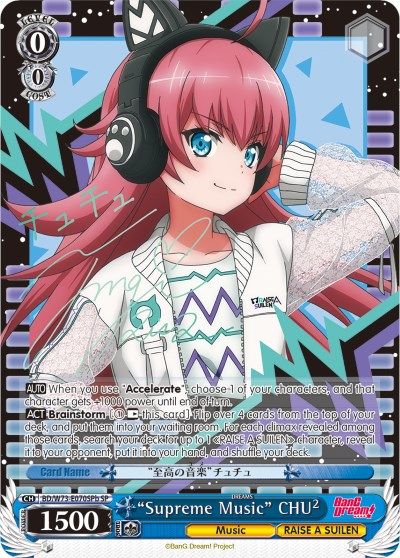 LEVEL
0
0
COST
チュチュ
RAISE A
SUILEN
AUTO When you use "Accelerate", choose 1 of your characters, and that
character gets +1000 power until end of turn.
ACT Brainstorm [(1) this card] Flip over 4 cards from the top of your
deck, and put them into your waiting room. For each climax revealed among
those cards, search your deck for up to 1 «RAISE A SUILEN» character, reveal
it to your opponent, put it into your hand, and shuffle your deck.
Card Name
"至高の音楽" チュチュ
CH BD/W73-E070SPb SP
DREAMS
"Supreme Music" CHU²
BanG Dream!
1500
Music
RAISE A SUILEN
©BanG Dream! Project